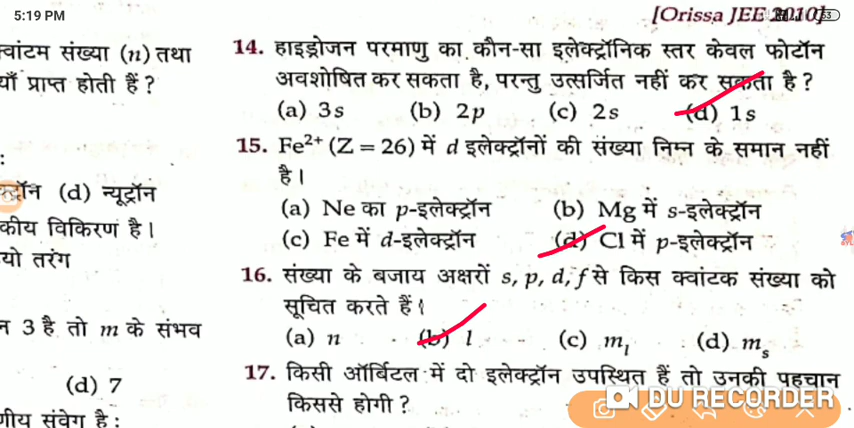 5:19 PM
[Orissa JEE 2010]
53
क्वांटम संख्या (n) तथा
याँ प्राप्त होती हैं ?
(d) न्यूट्रॉन
कीय विकिरण है।
यो तरंग
न 3 है तो m के संभव
(d) 7
णीय संवेग है :
14. हाइड्रोजन परमाणु का कौन-सा इलेक्ट्रॉनिक स्तर केवल फोटॉन
अवशोषित कर सकता है, परन्तु उत्सर्जित नहीं कर सकता है ?
(a) 3s (b) 2p (c) 2s (d) 1s
15. Fe²⁺ (Z = 26) में d इलेक्ट्रॉनों की संख्या निम्न के समान नहीं
है।
(a) Ne का p-इलेक्ट्रॉन (b) Mg में s-इलेक्ट्रॉन
(c) Fe में d-इलेक्ट्रॉन (d) Cl में p-इलेक्ट्रॉन
16. संख्या के बजाय अक्षरों s, p, d, f से किस क्वांटक संख्या को
सूचित करते हैं।
(a) n (b) l (c) mₗ (d) mₛ
17. किसी ऑर्बिटल में दो इलेक्ट्रॉन उपस्थित हैं तो उनकी पहचान
किससे होगी ?
DU RECORDER